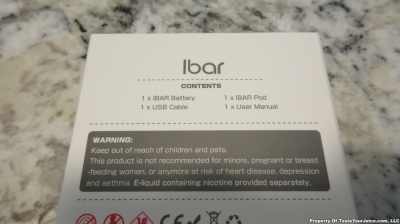 Ibar
CONTENTS
1 x IBAR Battery 1 x IBAR Pod
1 x USB Cable 1 x User Manual
WARNING:
Keep out of reach of children and pets.
This product is not recommended for minors, pregnant or breast
-feeding women, or anymore at risk of heart disease, depression
and asthma. E-liquid containing nicotine provided separately.
Property Of TasteYourJuice.com, LLC